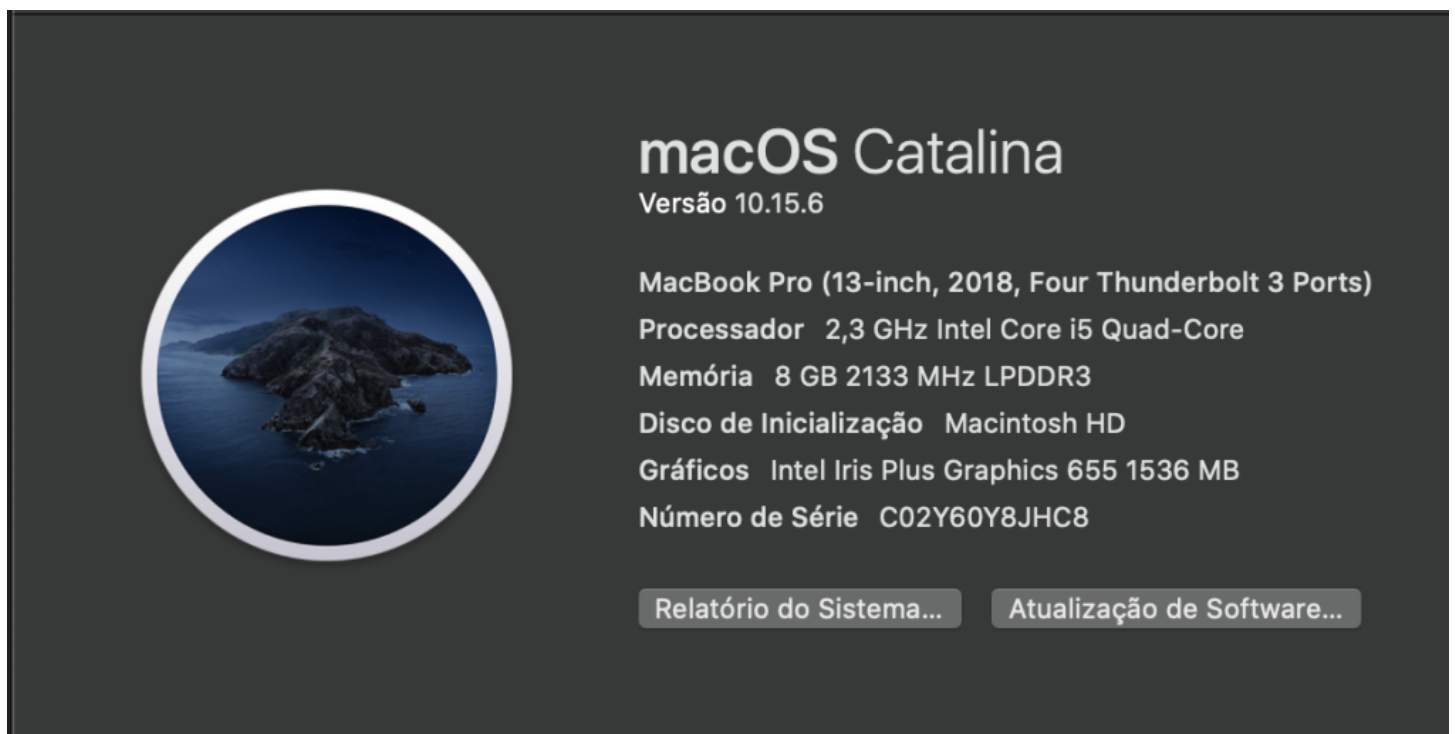 macOS Catalina
Versão 10.15.6
MacBook Pro (13-inch, 2018, Four Thunderbolt 3 Ports)
Processador 2,3 GHz Intel Core i5 Quad-Core
Memória 8 GB 2133 MHz LPDDR3
Disco de Inicialização Macintosh HD
Gráficos Intel Iris Plus Graphics 655 1536 MB
Número de Série C02Y60Y8JHC8
Relatório do Sistema... Atualização de Software...